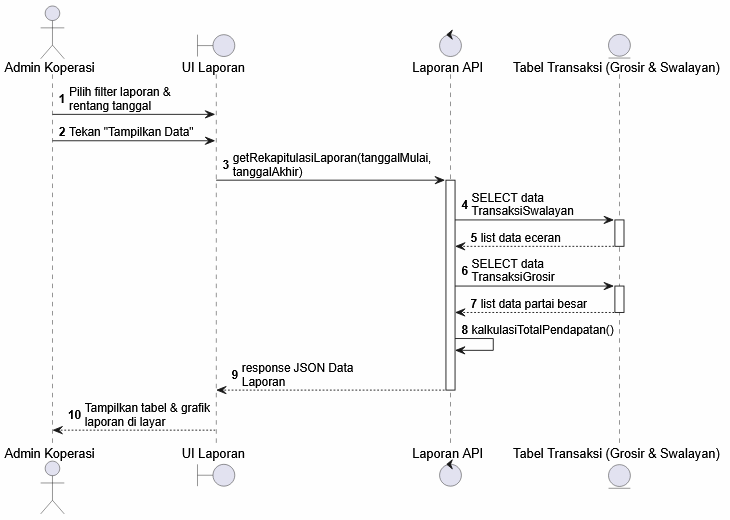 Admin Koperasi
UI Laporan
Laporan API
Tabel Transaksi (Grosir & Swalayan)
1 Pilih filter laporan &
rentang tanggal
2 Tekan "Tampilkan Data"
3 getRekapitulasiLaporan(tanggalMulai,
tanggalAkhir)
4 SELECT data
TransaksiSwalayan
5 list data eceran
6 SELECT data
TransaksiGrosir
7 list data partai besar
8 kalkulasiTotalPendapatan()
9 response JSON Data
Laporan
10 Tampilkan tabel & grafik
laporan di layar
Admin Koperasi
UI Laporan
Laporan API
Tabel Transaksi (Grosir & Swalayan)